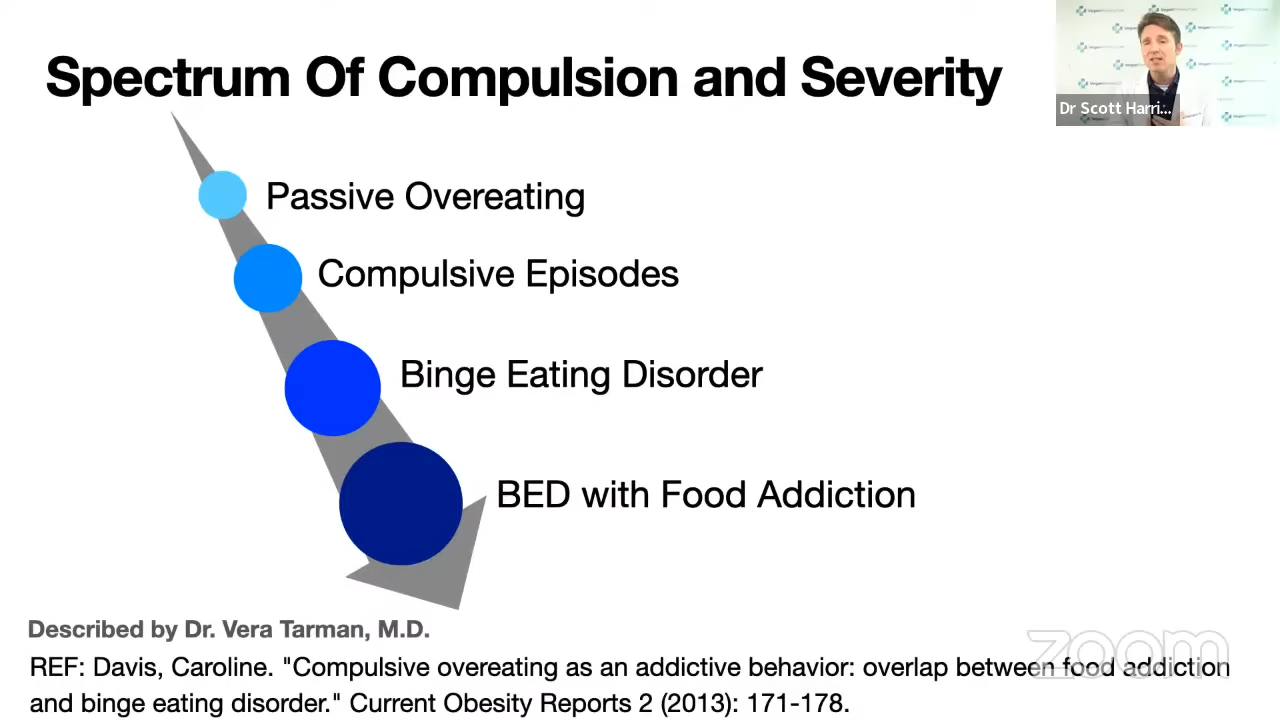 Spectrum Of Compulsion and Severity
Dr Scott Harri...
Passive Overeating
Compulsive Episodes
Binge Eating Disorder
BED with Food Addiction
Described by Dr. Vera Tarman, M.D.
REF: Davis, Caroline. "Compulsive overeating as an addictive behavior: overlap between food addiction
and binge eating disorder." Current Obesity Reports 2 (2013): 171-178.
zoom